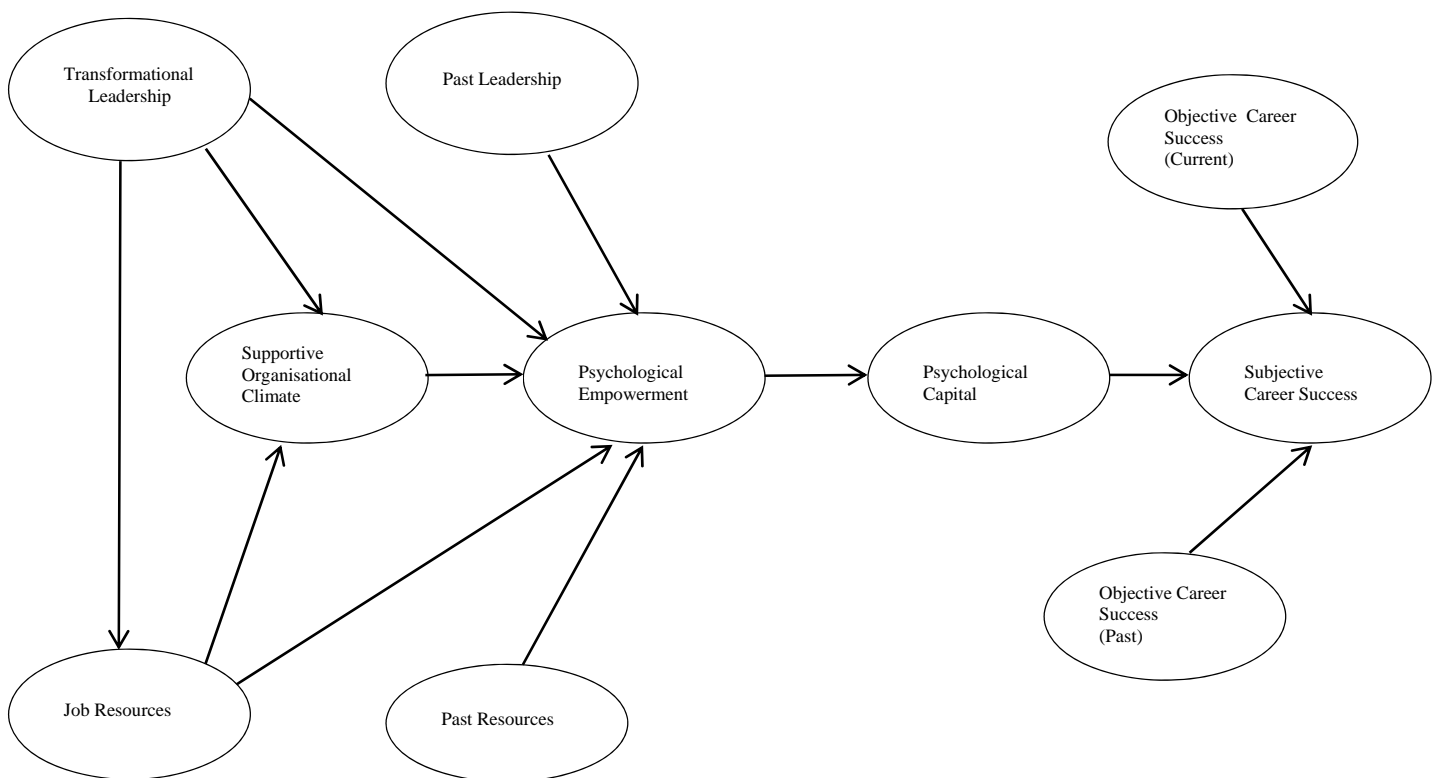 Transformational
Leadership
Past Leadership
Objective Career
Success
(Current)
Supportive
Organisational
Climate
Psychological
Empowerment
Psychological
Capital
Subjective
Career Success
Objective Career
Success
(Past)
Job Resources
Past Resources